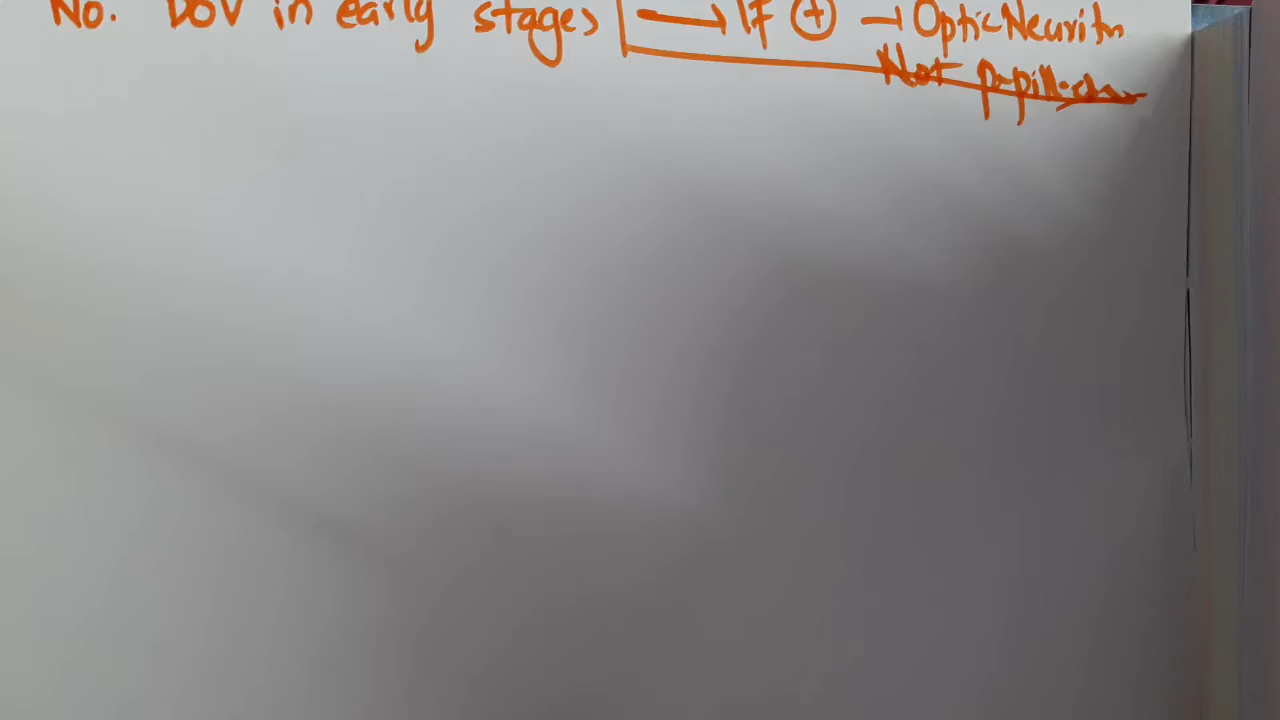 No. DOV in early stages → If ⊕ → Optic Neuritis
Not papilledema